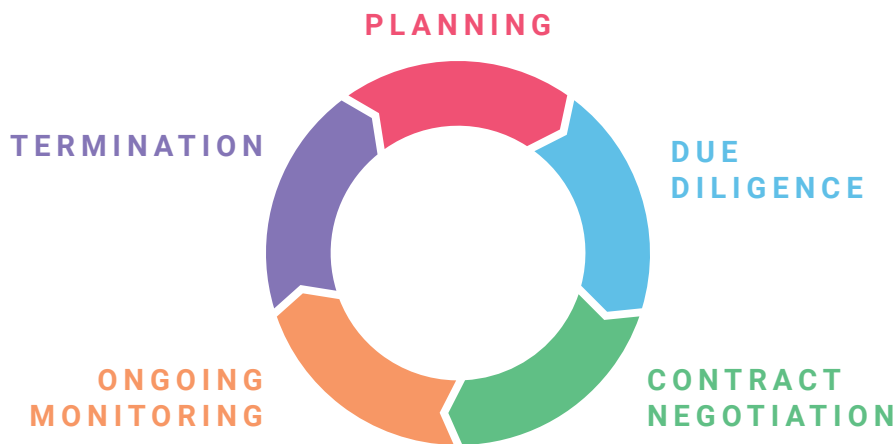 PLANNING
DUE
DILIGENCE
CONTRACT
NEGOTIATION
ONGOING
MONITORING
TERMINATION